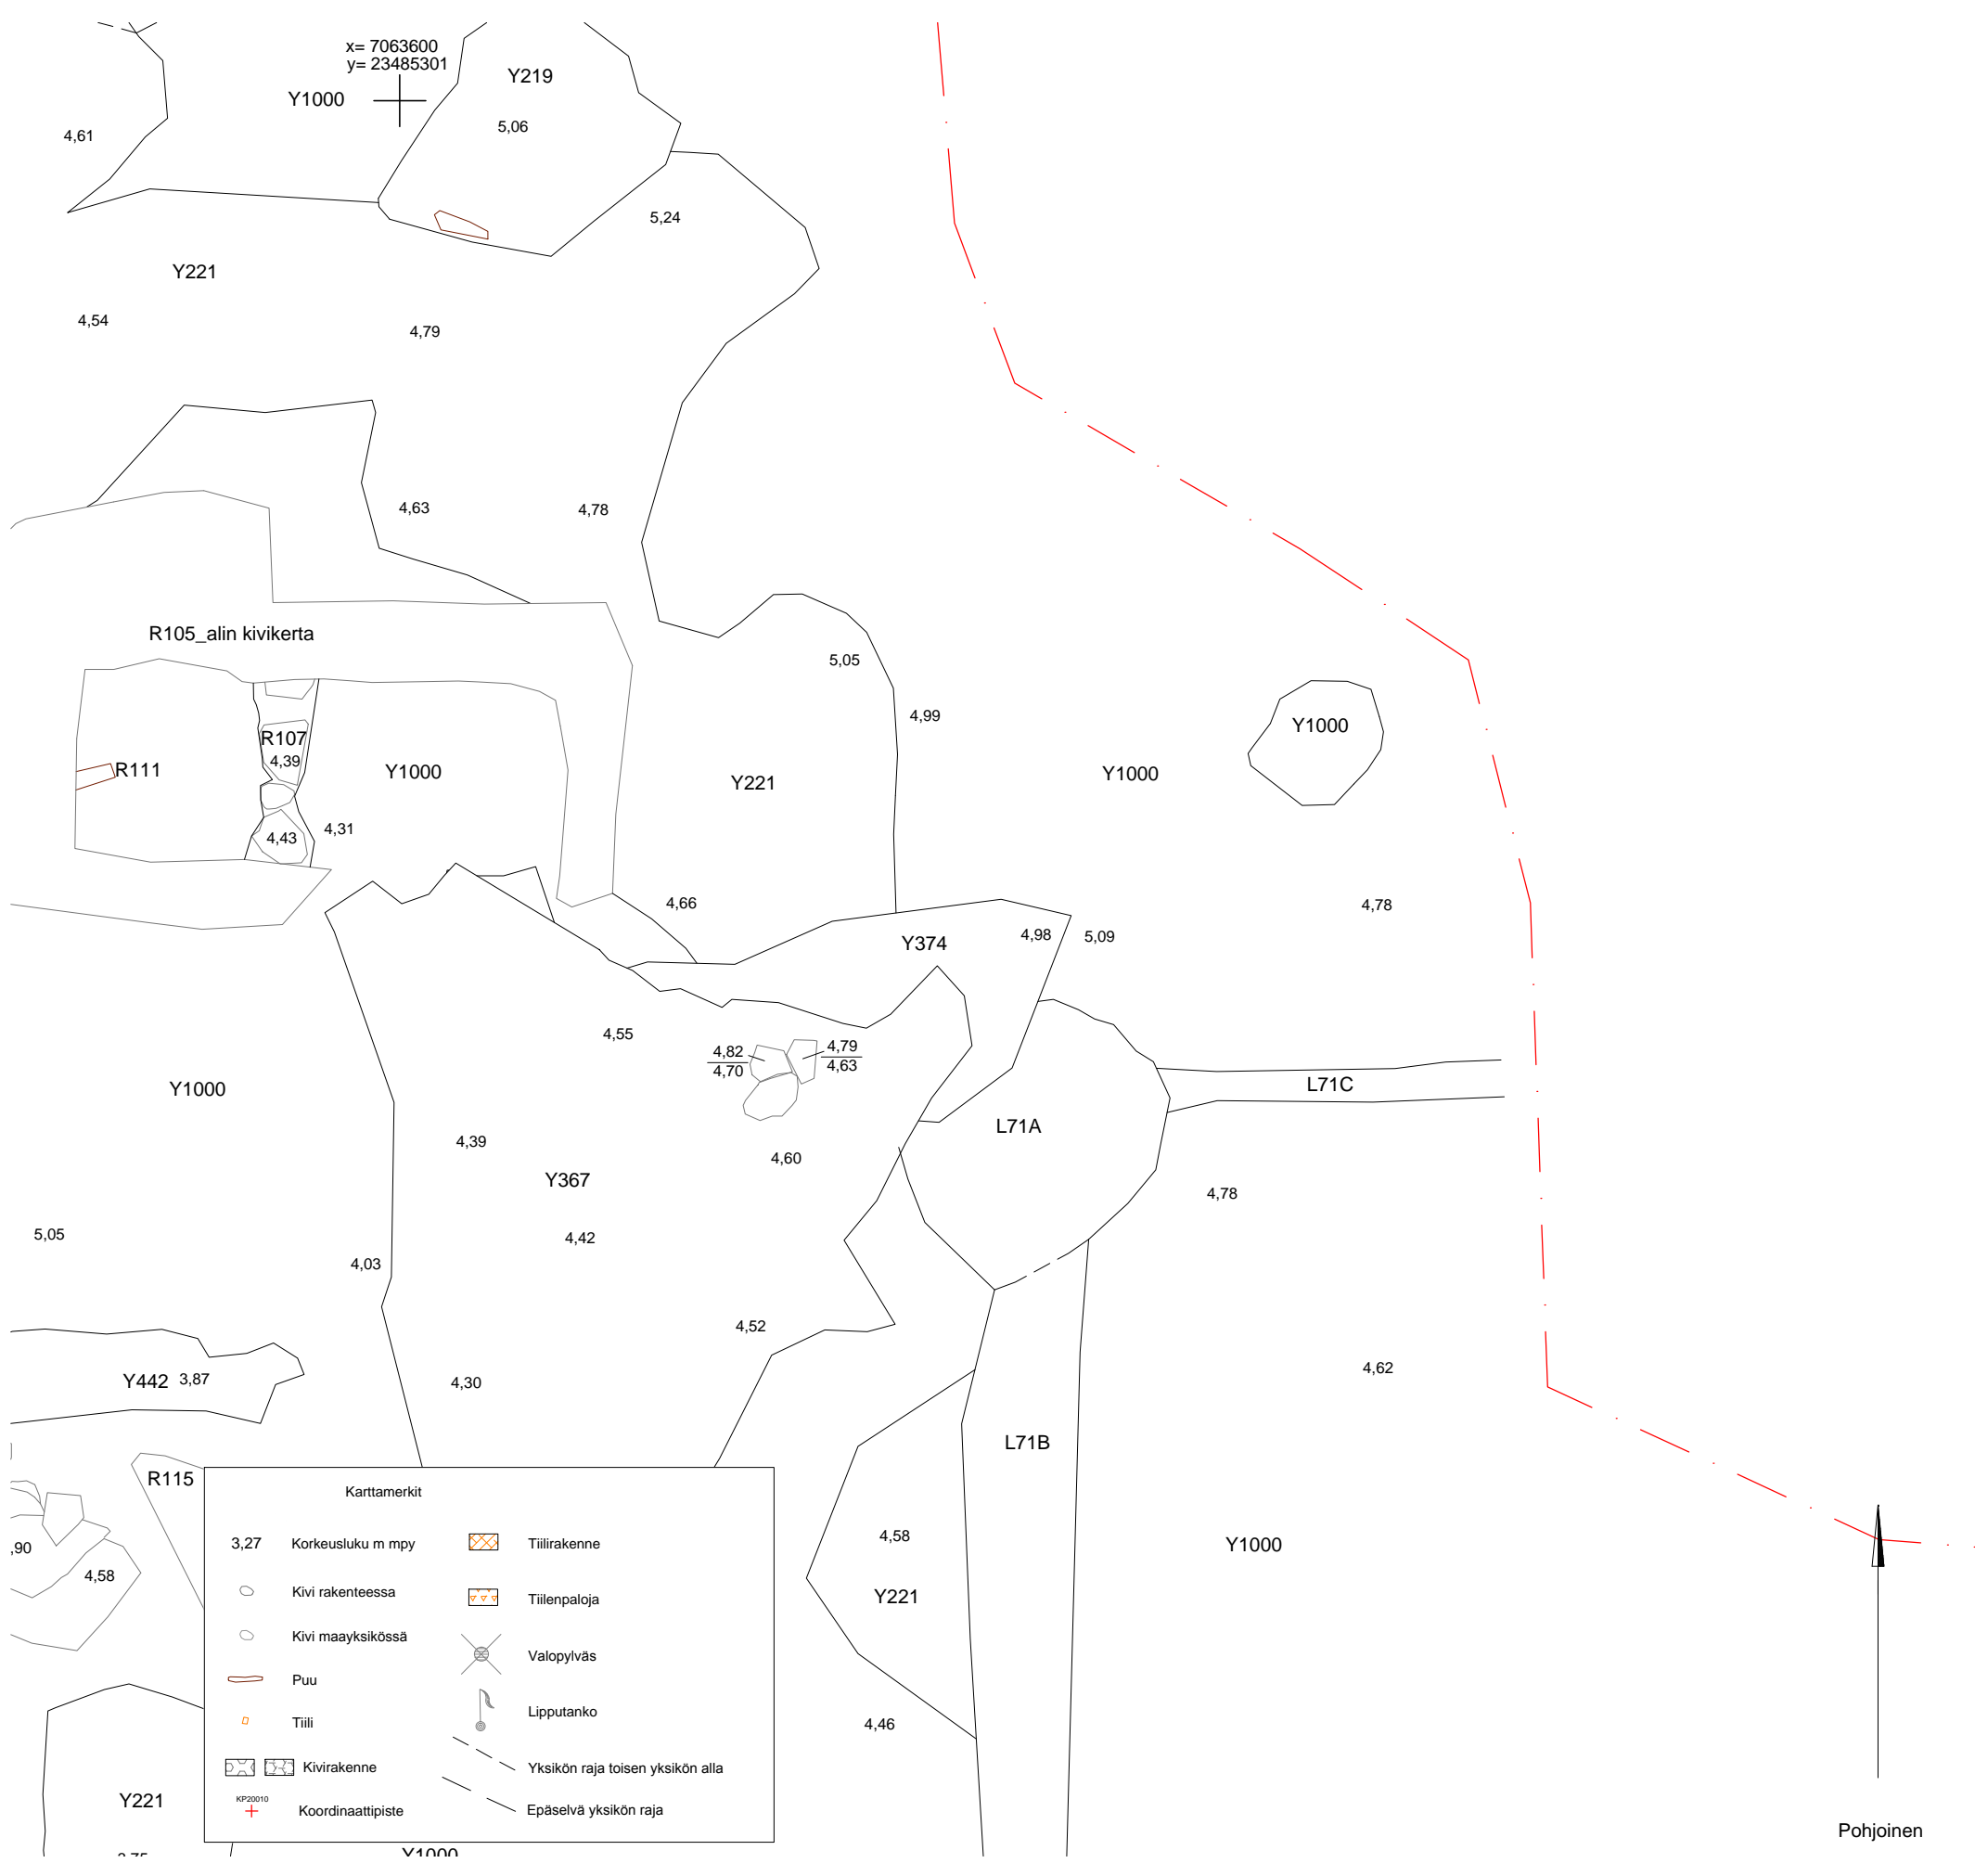 x= 7063600
y= 23485301
Y219
Y1000
5,06
4,61
5,24
Y221
4,54
4,79
4,63
4,78
R105_alin kivikerta
5,05
4,99
Y1000
R107
4,39
R111
Y1000
Y221
Y1000
4,31
4,43
4,66
4,78
Y374
4,98
5,09
4,55
4,82
4,70
4,79
4,63
Y1000
L71C
L71A
4,39
4,60
Y367
4,78
5,05
4,42
4,03
4,52
Y442
3,87
4,30
4,62
L71B
R115
,90
4,58
4,58
Y1000
Y221
4,46
Y221
Y1000
Karttamerkit
3,27
Korkeusluku m mpy
Kivi rakenteessa
Kivi maayksikössä
Puu
Tiili
Kivirakenne
KP20010
Koordinaattipiste
Tiilirakenne
Tiilenpaloja
Valopylväs
Lipputanko
Yksikön raja toisen yksikön alla
Epäselvä yksikön raja
Pohjoinen